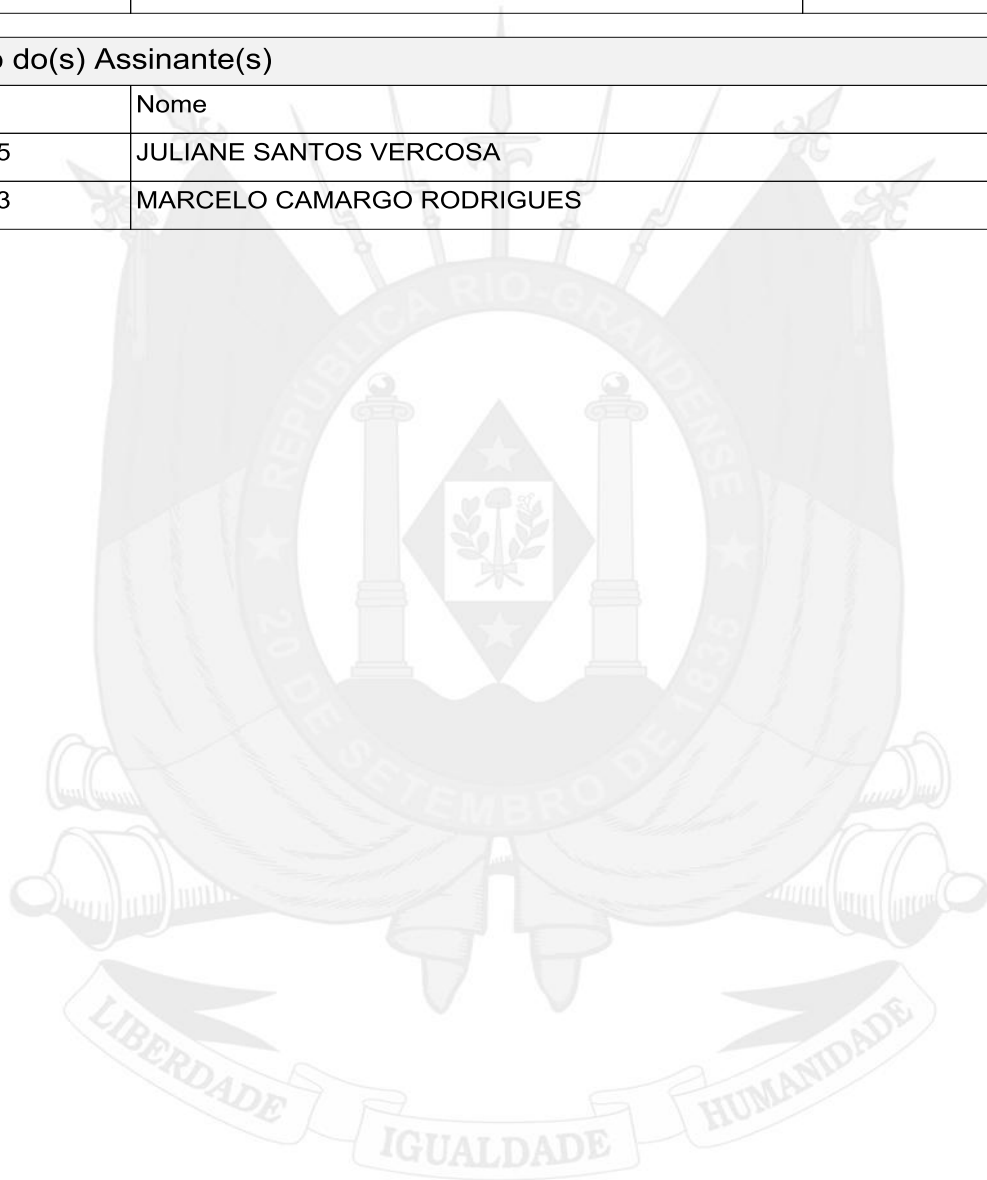 o do(s) Assinante(s)
Nome
5 JULIANE SANTOS VERCOSA
3 MARCELO CAMARGO RODRIGUES
REPÚBLICA RIO-GRANDENSE
★ 20 DE SETEMBRO DE 1835 ★
LIBERDADE
IGUALDADE
HUMANIDADE